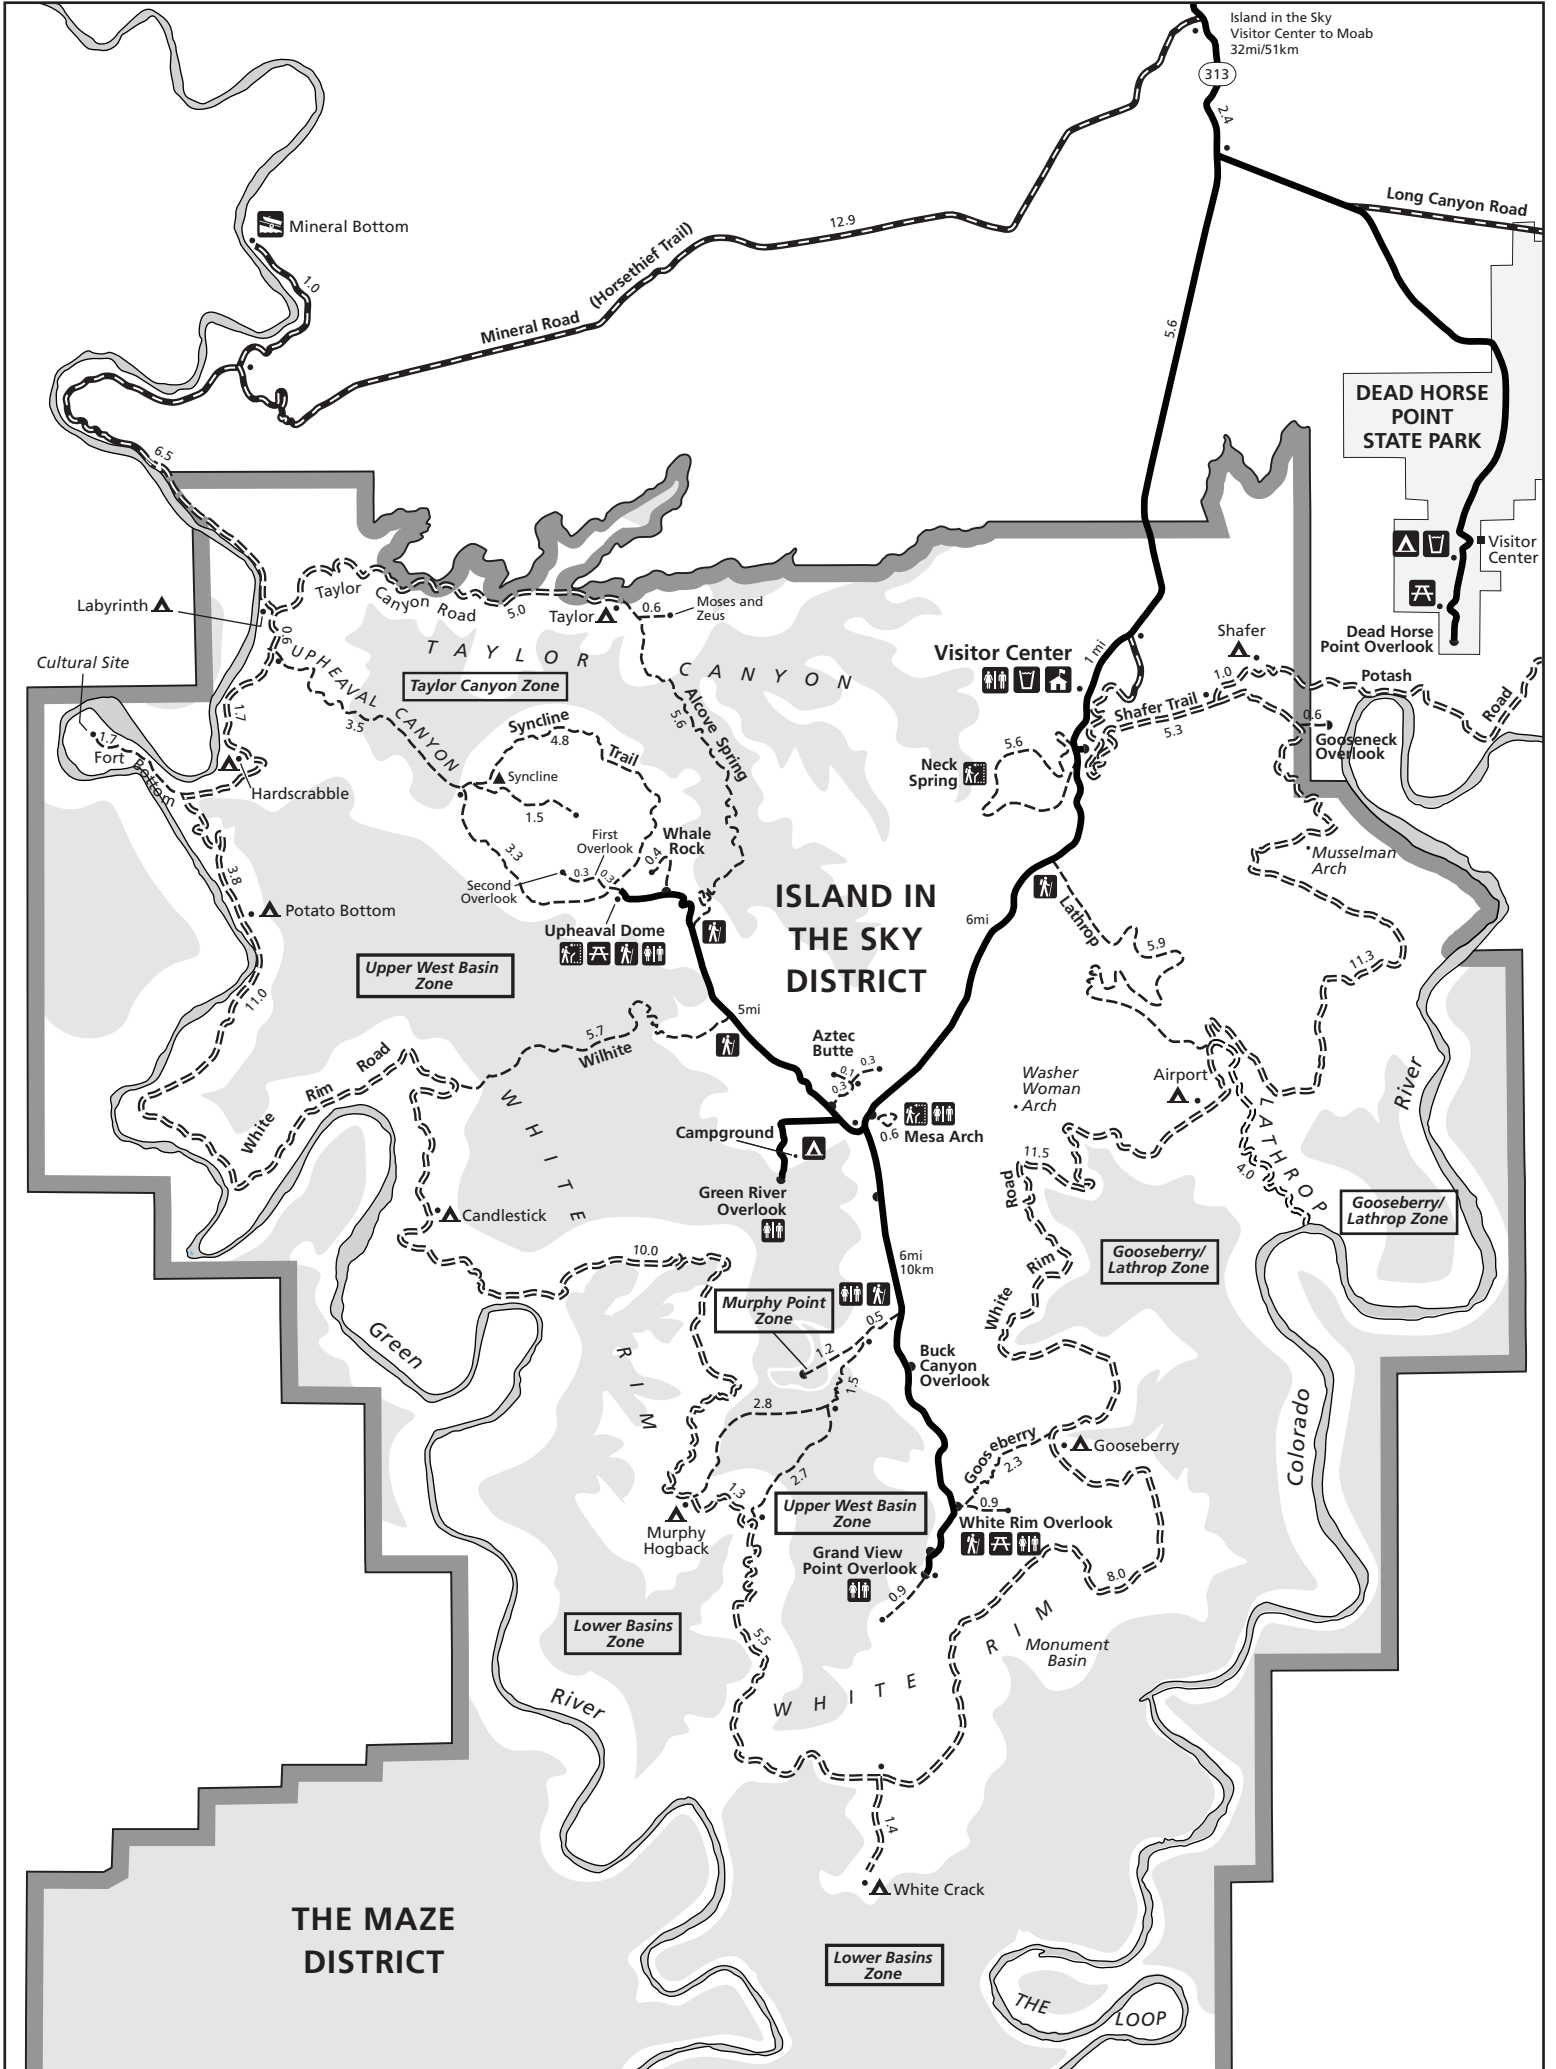 Island in the Sky
Visitor Center to Moab
32mi/51km
313
2.4
Long Canyon Road
Mineral Bottom
1.0
12.9
(Horsethief Trail)
Mineral Road
5.6
DEAD HORSE
POINT
STATE PARK
6.5
Visitor
Center
Dead Horse
Point Overlook
Labyrinth
Taylor Canyon Road
5.0
Taylor
0.6
Moses and
Zeus
0.6
UPHEAVAL CANYON
TAYLOR CANYON
Taylor Canyon Zone
Cultural Site
1.7
Fort Bottom
1.7
3.5
Hardscrabble
Syncline
4.8
Trail
Syncline
1.5
Alcove Spring
5.6
1 mi
Visitor Center
Shafer
1.0
Shafer Trail
5.3
Potash
Road
0.6
Gooseneck
Overlook
5.6
Neck
Spring
3.3
First
Overlook
0.3
0.3
Second
Overlook
0.4
Whale
Rock
Musselman
Arch
3.8
Potato Bottom
Upheaval Dome
ISLAND IN
THE SKY
DISTRICT
6mi
Lathrop
5.9
11.3
Upper West Basin
Zone
11.0
5mi
5.7
Wilhite
Aztec
Butte
0.1
0.3
0.3
White Rim Road
Washer
Woman
Arch
Airport
River
WHITE
Campground
0.6
Mesa Arch
LATHROP
4.0
11.5
Green River
Overlook
Candlestick
Gooseberry/
Lathrop Zone
Gooseberry/
Lathrop Zone
10.0
6mi
10km
White Rim Road
Murphy Point
Zone
0.5
1.2
Green
RIM
Buck
Canyon
Overlook
1.5
2.8
Colorado
Gooseberry
2.3
Gooseberry
2.7
1.3
0.9
Upper West Basin
Zone
White Rim Overlook
Murphy
Hogback
Grand View
Point Overlook
0.9
8.0
Lower Basins
Zone
5.5
RIM
Monument
Basin
WHITE
River
1.4
White Crack
THE MAZE
DISTRICT
Lower Basins
Zone
THE
LOOP